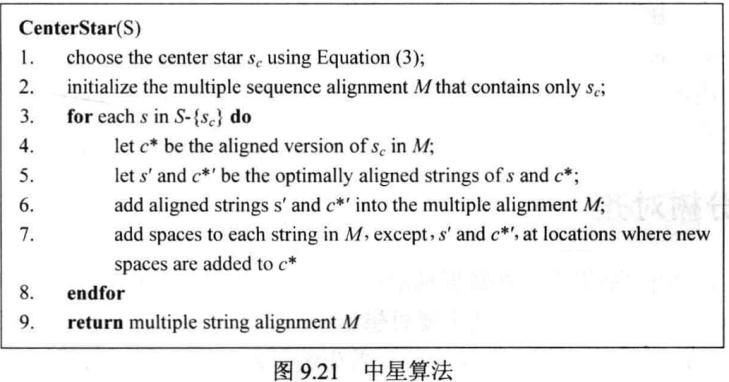 CenterStar(S)
1. choose the center star s_c using Equation (3);
2. initialize the multiple sequence alignment M that contains only s_c;
3. for each s in S-{s_c} do
4. let c* be the aligned version of s_c in M;
5. let s′ and c*′ be the optimally aligned strings of s and c*;
6. add aligned strings s′ and c*′ into the multiple alignment M;
7. add spaces to each string in M, except, s′ and c*′, at locations where new
spaces are added to c*
8. endfor
9. return multiple string alignment M
图 9.21 中星算法